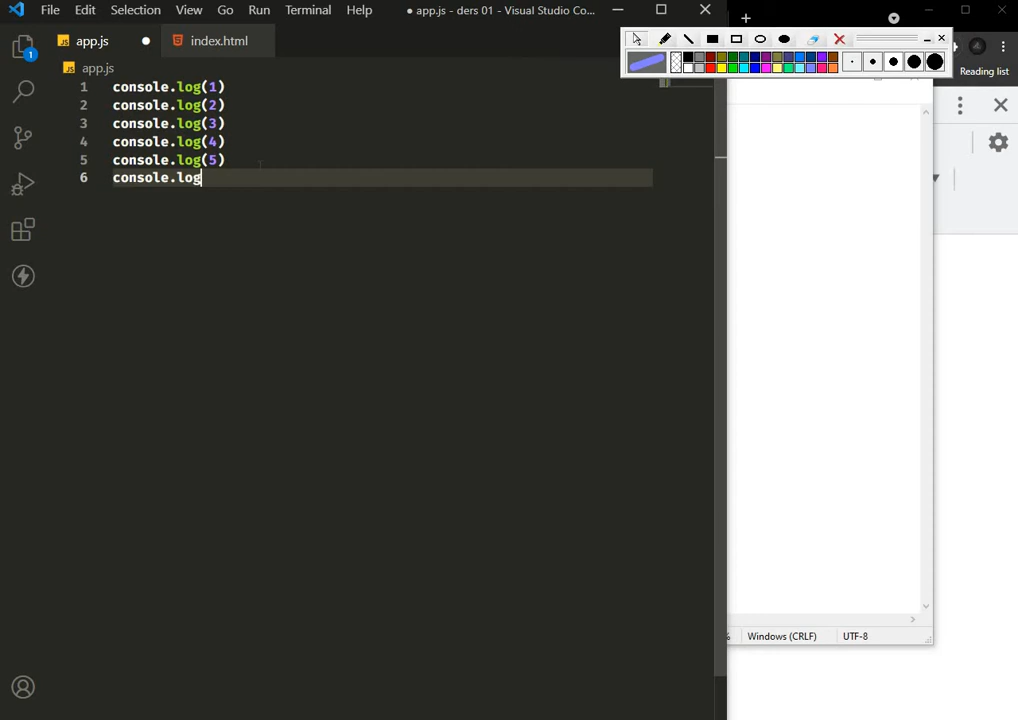 File Edit Selection View Go Run Terminal Help ● app.js - ders 01 - Visual Studio Co...
app.js ● index.html
Reading list
app.js
1 console.log(1)
2 console.log(2)
3 console.log(3)
4 console.log(4)
5 console.log(5)
6 console.log
1
% Windows (CRLF) UTF-8